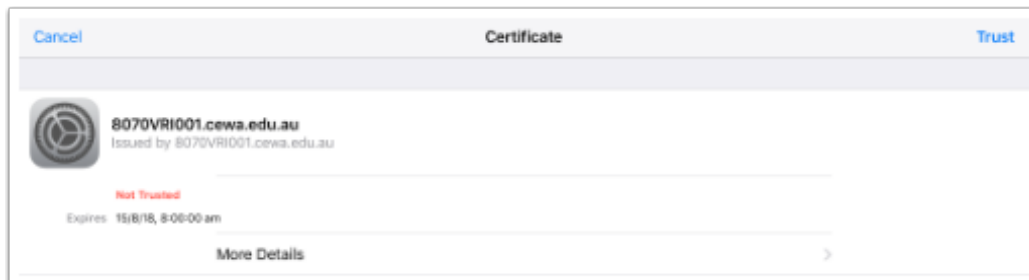 Cancel Certificate Trust
8070VRI001.cewa.edu.au
Issued by 8070VRI001.cewa.edu.au
Not Trusted
Expires 15/8/18, 8:00:00 am
More Details